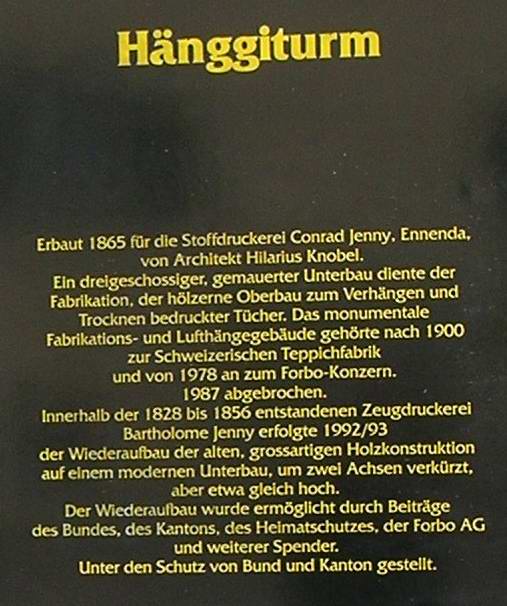 Hänggiturm
Erbaut 1865 für die Stoffdruckerei Conrad Jenny, Ennenda,
von Architekt Hilarius Knobel.
Ein dreigeschossiger, gemauerter Unterbau diente der
Fabrikation, der hölzerne Oberbau zum Verhängen und
Trocknen bedruckter Tücher. Das monumentale
Fabrikations- und Lufthängegebäude gehörte nach 1900
zur Schweizerischen Teppichfabrik
und von 1978 an zum Forbo-Konzern.
1987 abgebrochen.
Innerhalb der 1828 bis 1856 entstandenen Zeugdruckerei
Bartholome Jenny erfolgte 1992/93
der Wiederaufbau der alten, grossartigen Holzkonstruktion
auf einem modernen Unterbau, um zwei Achsen verkürzt,
aber etwa gleich hoch.
Der Wiederaufbau wurde ermöglicht durch Beiträge
des Bundes, des Kantons, des Heimatschutzes, der Forbo AG
und weiterer Spender.
Unter den Schutz von Bund und Kanton gestellt.